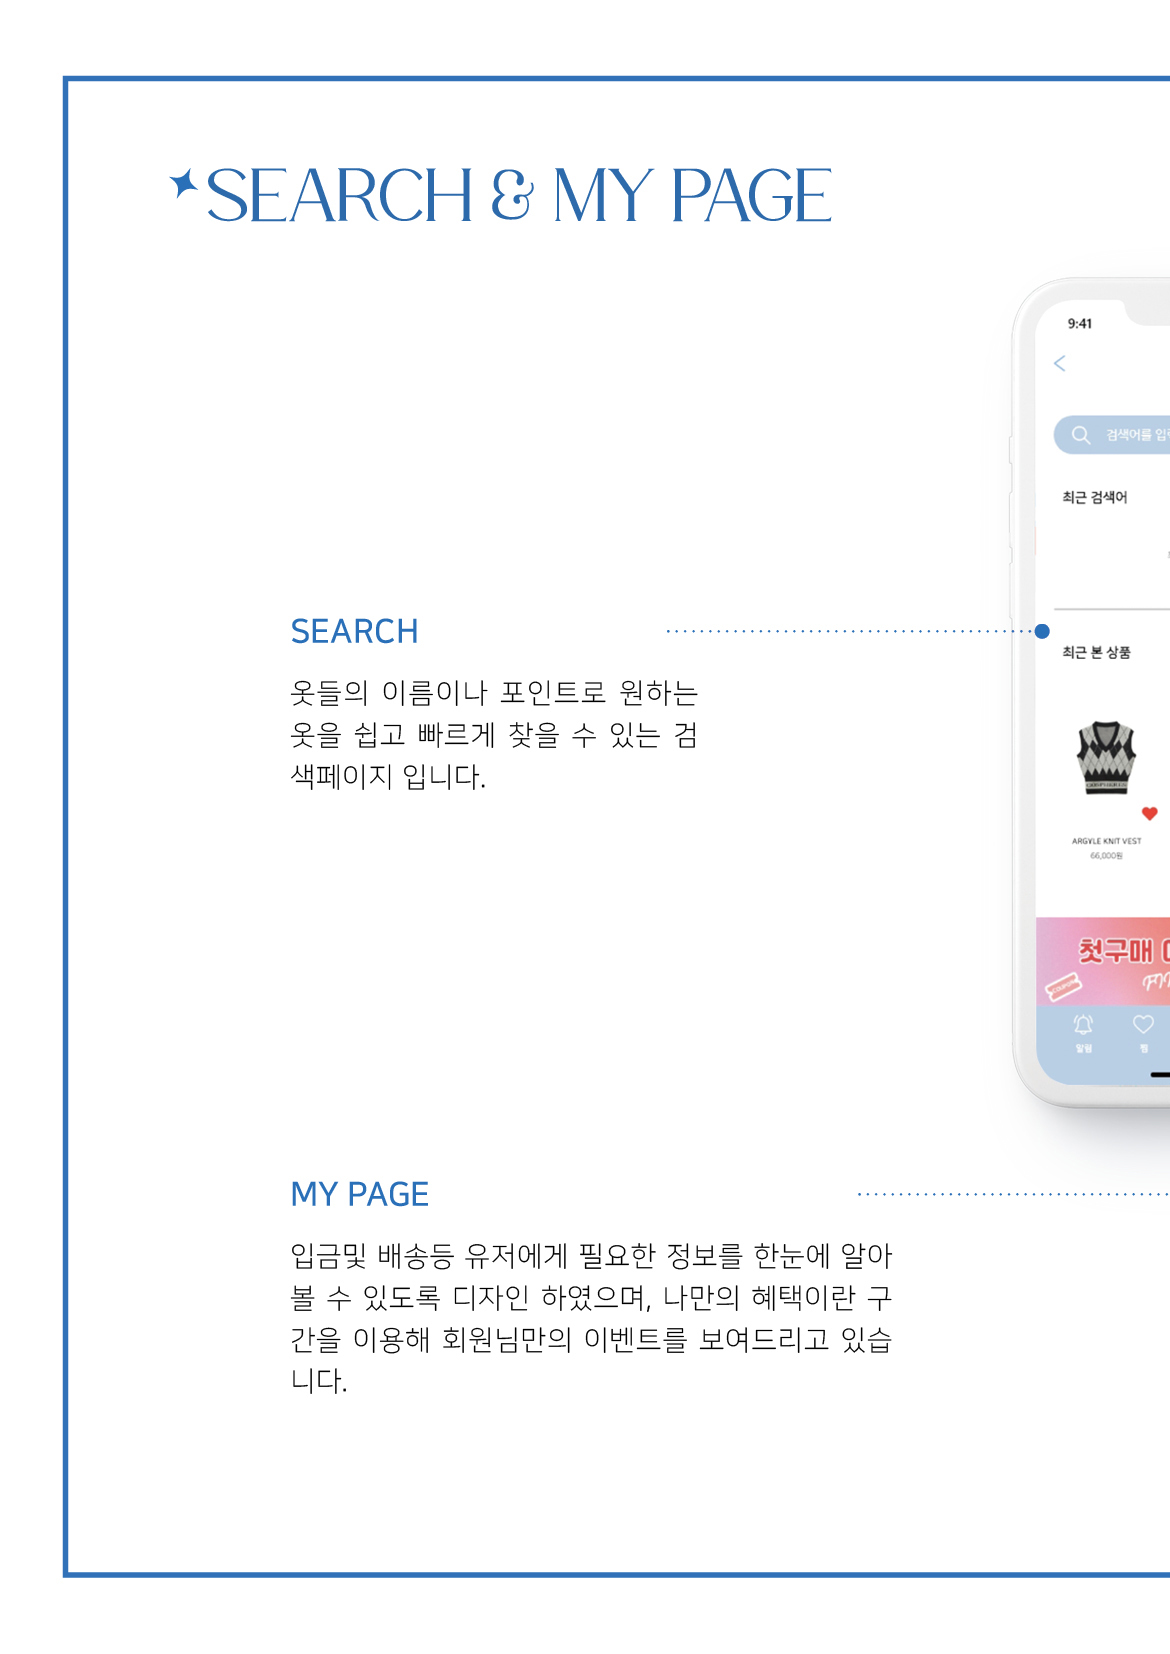 SEARCH & MY PAGE
9:41
검색어를
최근 검색어
SEARCH
최근 본 상품
옷들의 이름이나 포인트로 원하는
옷을 쉽고 빠르게 찾을 수 있는 검
색페이지 입니다.
ARGYLE KNIT VEST
66,000원
첫구매
COUPON
알림
찜
MY PAGE
입금및 배송등 유저에게 필요한 정보를 한눈에 알아
볼 수 있도록 디자인 하였으며, 나만의 혜택이란 구
간을 이용해 회원님만의 이벤트를 보여드리고 있습
니다.